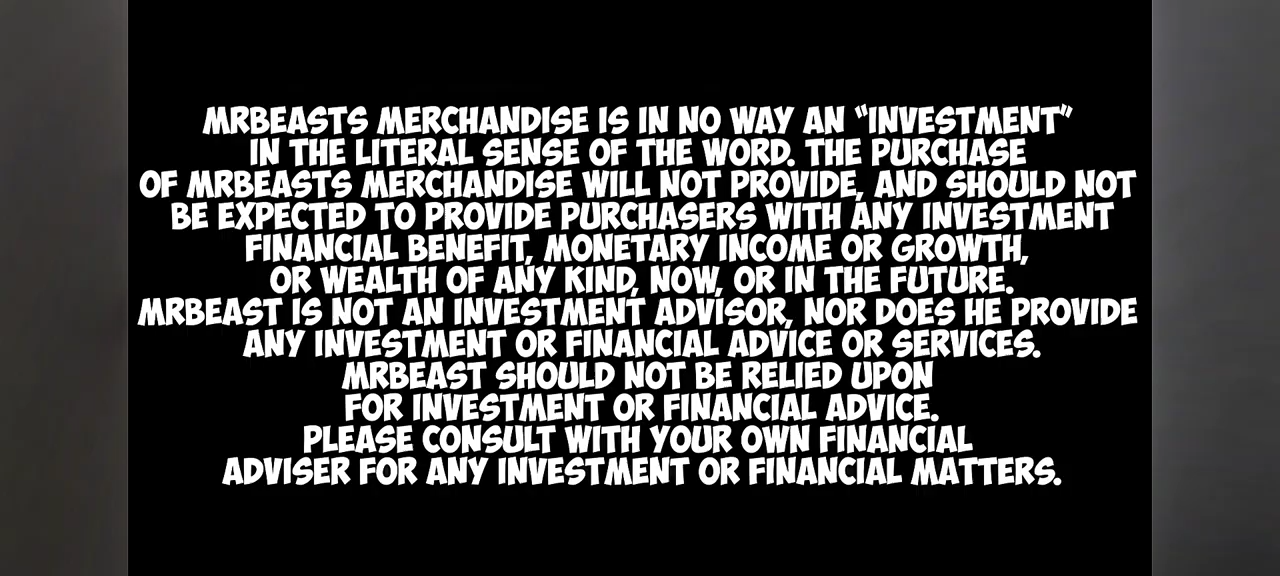 MRBEASTS MERCHANDISE IS IN NO WAY AN "INVESTMENT"
IN THE LITERAL SENSE OF THE WORD. THE PURCHASE
OF MRBEASTS MERCHANDISE WILL NOT PROVIDE, AND SHOULD NOT
BE EXPECTED TO PROVIDE PURCHASERS WITH ANY INVESTMENT
FINANCIAL BENEFIT, MONETARY INCOME OR GROWTH,
OR WEALTH OF ANY KIND, NOW, OR IN THE FUTURE.
MRBEAST IS NOT AN INVESTMENT ADVISOR, NOR DOES HE PROVIDE
ANY INVESTMENT OR FINANCIAL ADVICE OR SERVICES.
MRBEAST SHOULD NOT BE RELIED UPON
FOR INVESTMENT OR FINANCIAL ADVICE.
PLEASE CONSULT WITH YOUR OWN FINANCIAL
ADVISER FOR ANY INVESTMENT OR FINANCIAL MATTERS.